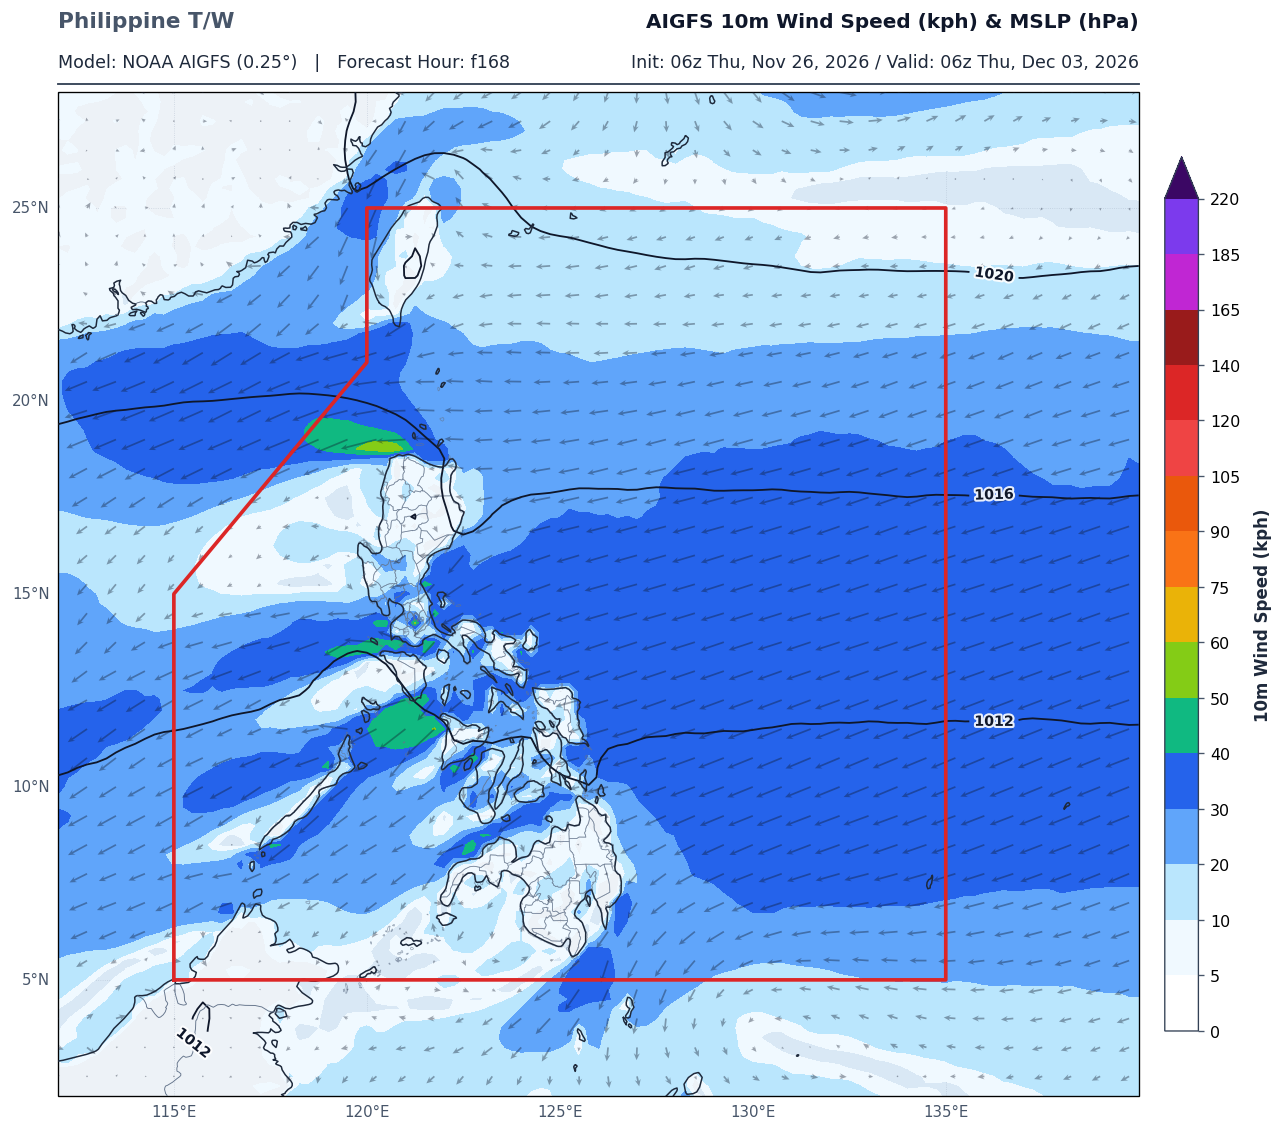 Philippine T/W
AIGFS 10m Wind Speed (kph) & MSLP (hPa)
Model: NOAA AIGFS (0.25°)   |   Forecast Hour: f168
Init: 06z Thu, Nov 26, 2026 / Valid: 06z Thu, Dec 03, 2026
25°N
20°N
15°N
10°N
5°N
115°E
120°E
125°E
130°E
135°E
1020
1016
1012
1012
220
185
165
140
120
105
90
75
60
50
40
30
20
10
5
0
10m Wind Speed (kph)